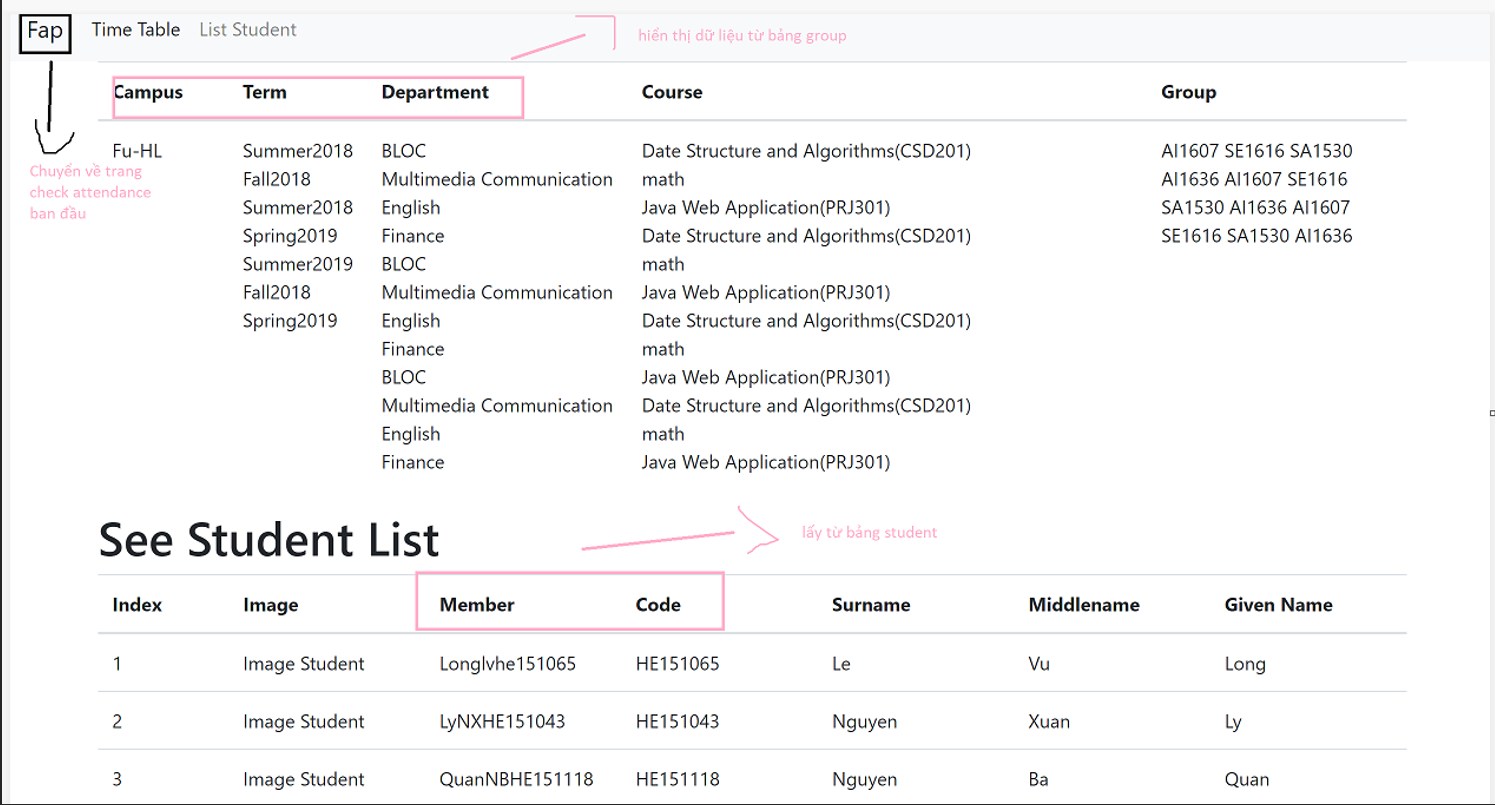 Fap Time Table List Student
hiển thị dữ liệu từ bảng group
Campus Term Department Course Group
Fu-HL Summer2018 BLOC Date Structure and Algorithms(CSD201) AI1607 SE1616 SA1530
Fall2018 Multimedia Communication math AI1636 AI1607 SE1616
Summer2018 English Java Web Application(PRJ301) SA1530 AI1636 AI1607
Spring2019 Finance Date Structure and Algorithms(CSD201) SE1616 SA1530 AI1636
Summer2019 BLOC math
Fall2018 Multimedia Communication Java Web Application(PRJ301)
Spring2019 English Date Structure and Algorithms(CSD201)
Finance math
BLOC Java Web Application(PRJ301)
Multimedia Communication Date Structure and Algorithms(CSD201)
English math
Finance Java Web Application(PRJ301)
Chuyển về trang
check attendance
ban đầu
See Student List
lấy từ bảng student
Index Image Member Code Surname Middlename Given Name
1 Image Student Longlvhe151065 HE151065 Le Vu Long
2 Image Student LyNXHE151043 HE151043 Nguyen Xuan Ly
3 Image Student QuanNBHE151118 HE151118 Nguyen Ba Quan